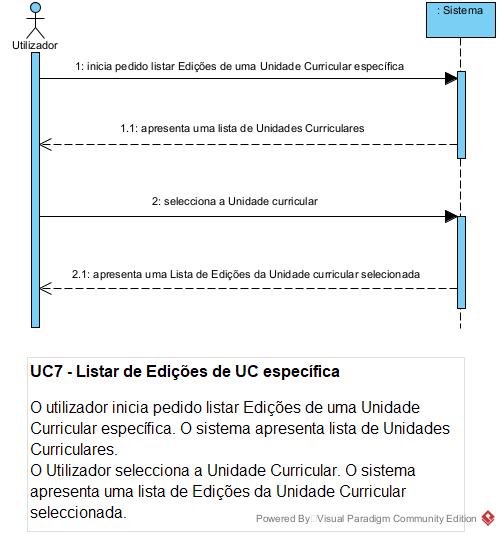 : Sistema
Utilizador
1: inicia pedido listar Edições de uma Unidade Curricular específica
1.1: apresenta uma lista de Unidades Curriculares
2: selecciona a Unidade curricular
2.1: apresenta uma Lista de Edições da Unidade curricular selecionada
UC7 - Listar de Edições de UC específica
O utilizador inicia pedido listar Edições de uma Unidade
Curricular específica. O sistema apresenta lista de Unidades
Curriculares.
O Utilizador selecciona a Unidade Curricular. O sistema
apresenta uma lista de Edições da Unidade Curricular
seleccionada.
Powered By Visual Paradigm Community Edition